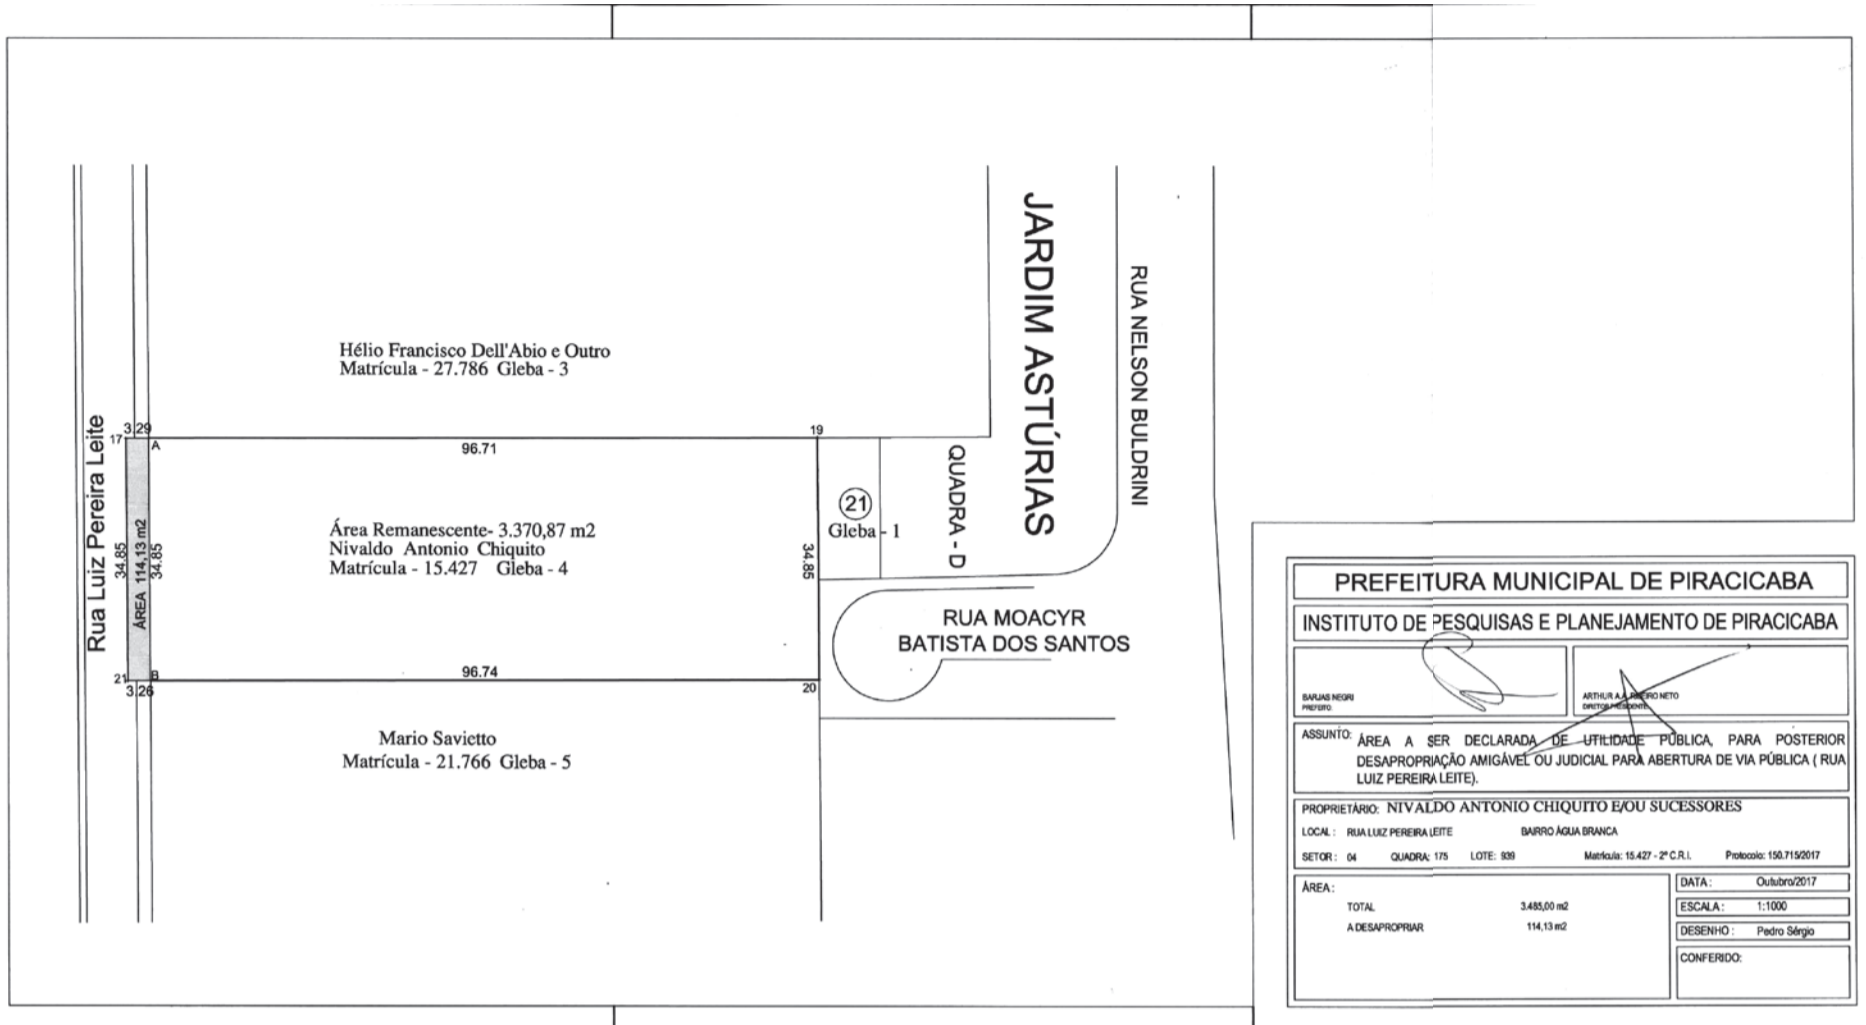 Hélio Francisco Dell'Abio e Outro
Matrícula - 27.786 Gleba - 3
Rua Luiz Pereira Leite
17
3.29
A
96.71
19
34.85
ÁREA 114,13 m2
34.85
Área Remanescente- 3.370,87 m2
Nivaldo Antonio Chiquito
Matrícula - 15.427 Gleba - 4
34.85
21
3.26
B
96.74
20
Mario Savietto
Matrícula - 21.766 Gleba - 5
21
Gleba - 1
QUADRA - D
JARDIM ASTÚRIAS
RUA NELSON BULDRINI
RUA MOACYR
BATISTA DOS SANTOS
PREFEITURA MUNICIPAL DE PIRACICABA
INSTITUTO DE PESQUISAS E PLANEJAMENTO DE PIRACICABA
BARJAS NEGRI
PREFEITO
ARTHUR A.A. RIBEIRO NETO
DIRETOR PRESIDENTE
ASSUNTO: ÁREA A SER DECLARADA DE UTILIDADE PÚBLICA, PARA POSTERIOR
DESAPROPRIAÇÃO AMIGÁVEL OU JUDICIAL PARA ABERTURA DE VIA PÚBLICA ( RUA
LUIZ PEREIRA LEITE).
PROPRIETÁRIO: NIVALDO ANTONIO CHIQUITO E/OU SUCESSORES
LOCAL : RUA LUIZ PEREIRA LEITE BAIRRO ÁGUA BRANCA
SETOR : 04 QUADRA: 175 LOTE: 939 Matrícula: 15.427 - 2º C.R.I. Protocolo: 150.715/2017
ÁREA :
TOTAL 3.485,00 m2
A DESAPROPRIAR 114,13 m2
DATA : Outubro/2017
ESCALA : 1:1000
DESENHO : Pedro Sérgio
CONFERIDO: